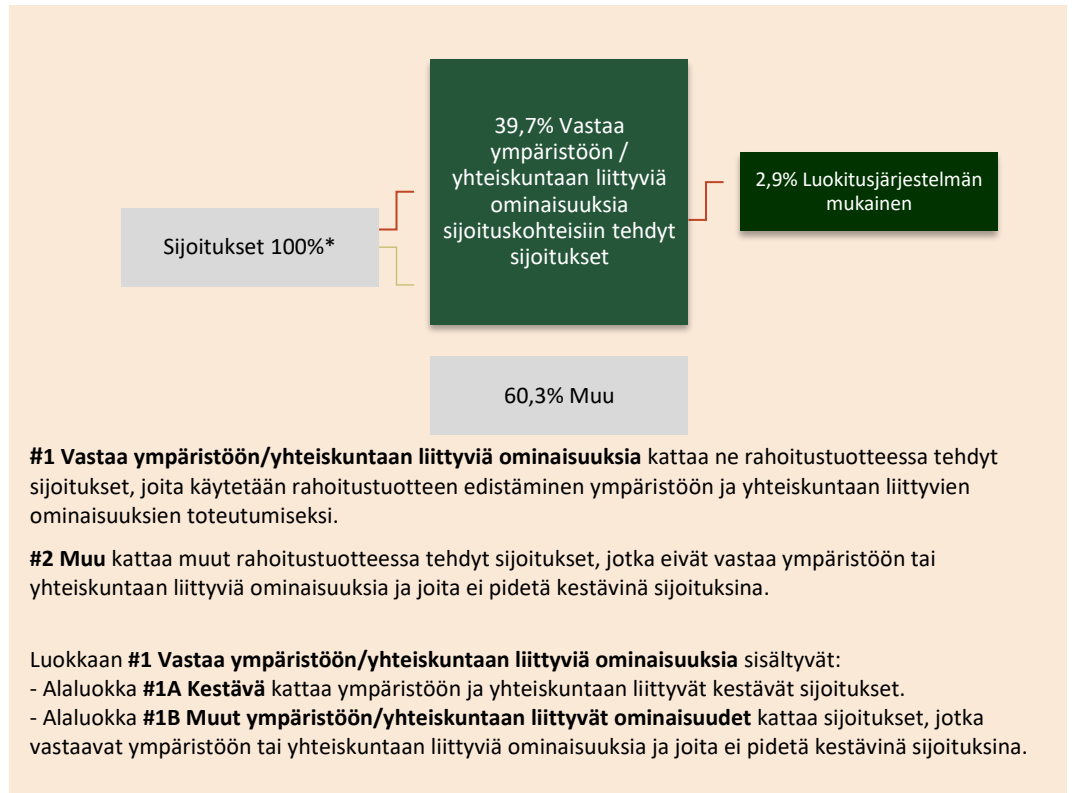 39,7% Vastaa
ympäristöön /
yhteiskuntaan liittyviä
ominaisuuksia
sijoituskohteisiin tehdyt
sijoitukset
2,9% Luokitusjärjestelmän
mukainen
Sijoitukset 100%*
60,3% Muu
#1 Vastaa ympäristöön/yhteiskuntaan liittyviä ominaisuuksia kattaa ne rahoitustuotteessa tehdyt
sijoitukset, joita käytetään rahoitustuotteen edistäminen ympäristöön ja yhteiskuntaan liittyvien
ominaisuuksien toteutumiseksi.
#2 Muu kattaa muut rahoitustuotteessa tehdyt sijoitukset, jotka eivät vastaa ympäristöön tai
yhteiskuntaan liittyviä ominaisuuksia ja joita ei pidetä kestävinä sijoituksina.
Luokkaan #1 Vastaa ympäristöön/yhteiskuntaan liittyviä ominaisuuksia sisältyvät:
- Alaluokka #1A Kestävä kattaa ympäristöön ja yhteiskuntaan liittyvät kestävät sijoitukset.
- Alaluokka #1B Muut ympäristöön/yhteiskuntaan liittyvät ominaisuudet kattaa sijoitukset, jotka
vastaavat ympäristöön tai yhteiskuntaan liittyviä ominaisuuksia ja joita ei pidetä kestävinä sijoituksina.